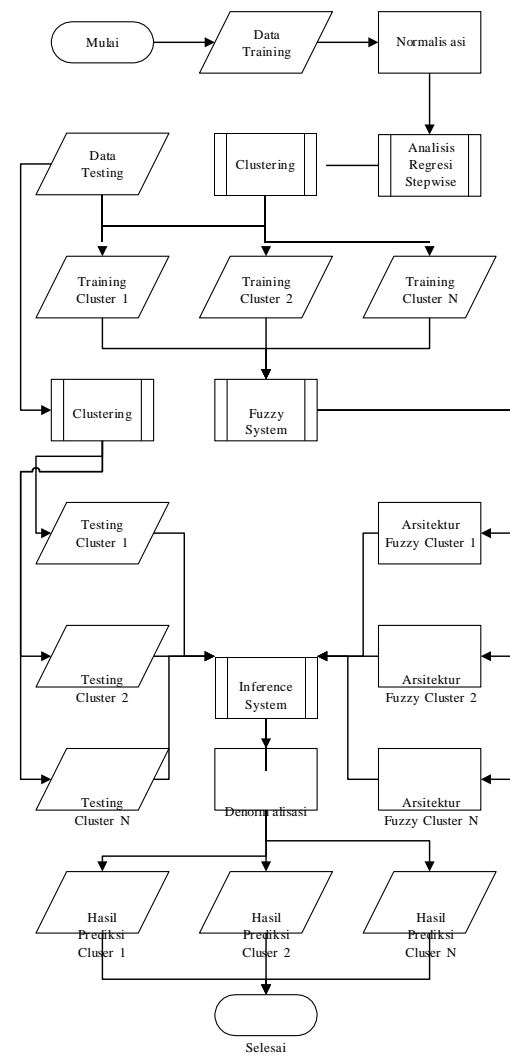 Mulai
Data
Training
Normalis asi
Data
Testing
Clustering
Analisis
Regresi
Stepwise
Training
Cluster 1
Training
Cluster 2
Training
Cluster N
Clustering
Fuzzy
System
Testing
Cluster 1
Arsitektur
Fuzzy Cluster 1
Testing
Cluster 2
Inference
System
Arsitektur
Fuzzy Cluster 2
Testing
Cluster N
Denormalisasi
Arsitektur
Fuzzy Cluster N
Hasil
Prediksi
Cluser 1
Hasil
Prediksi
Cluser 2
Hasil
Prediksi
Cluser N
Selesai